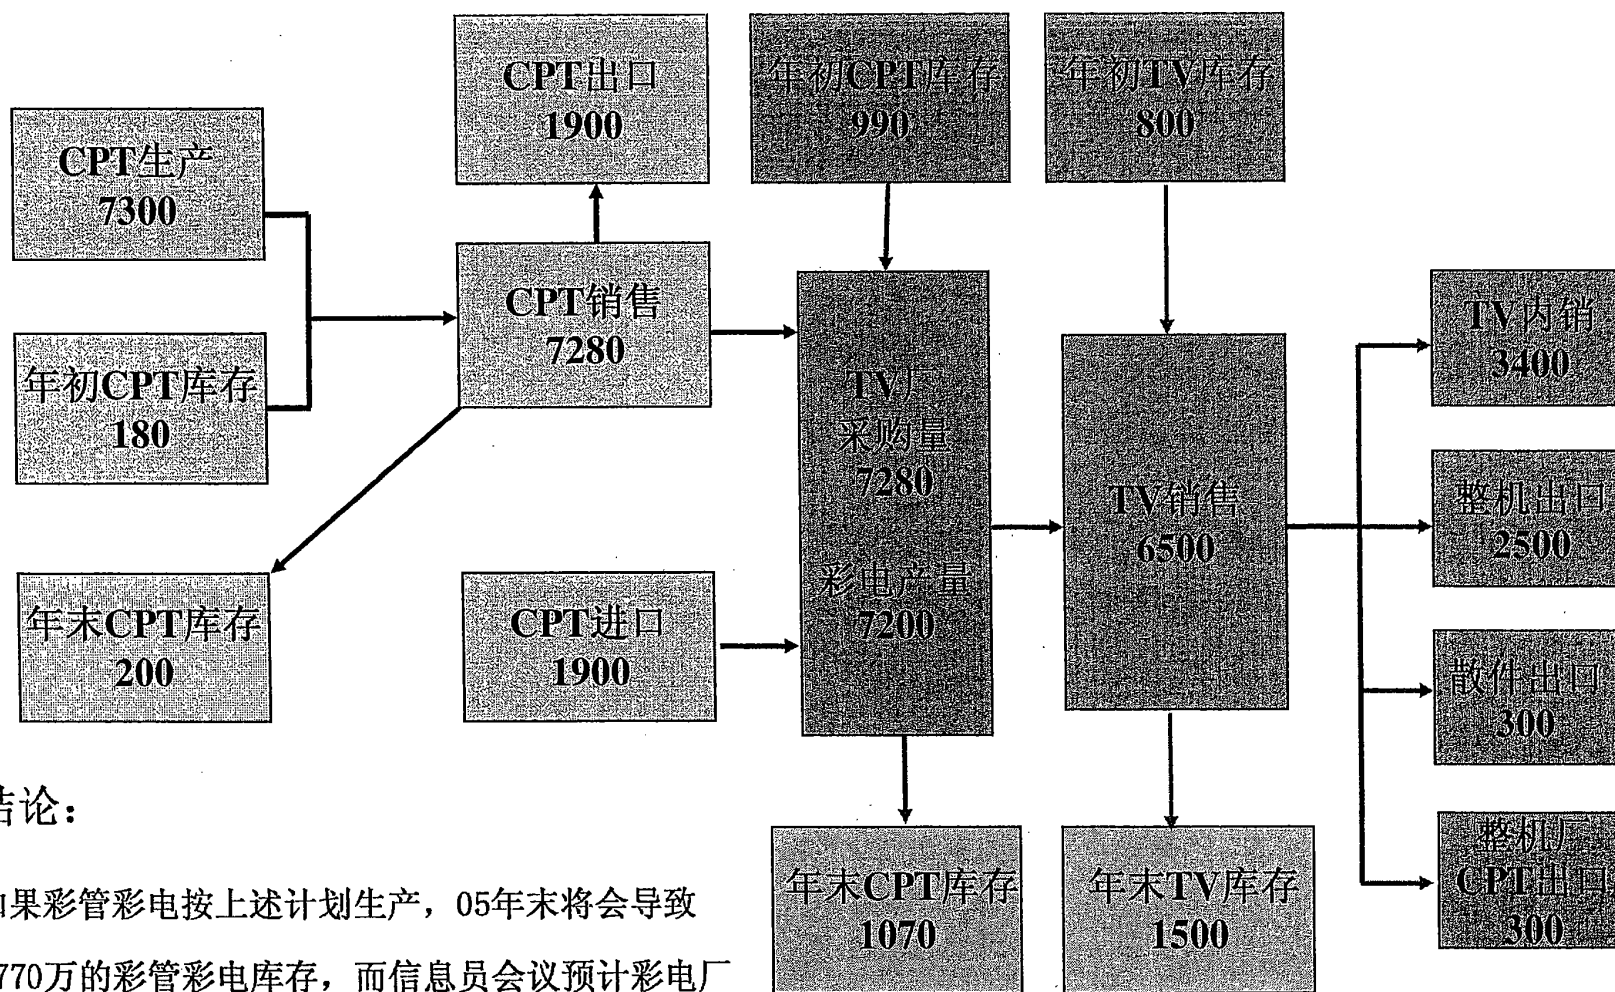 CPT出口
1900
年初CPT库存
990
年初TV库存
800
CPT生产
7300
CPT销售
7280
年初CPT库存
180
TV厂
采购量
7280
彩电产量
7200
TV销售
6500
TV内销
3400
整机出口
2500
散件出口
300
整机厂
CPT出口
300
年末CPT库存
200
CPT进口
1900
年末CPT库存
1070
年末TV库存
1500
结论：
如果彩管彩电按上述计划生产，05年末将会导致
770万的彩管彩电库存，而信息员会议预计彩电厂